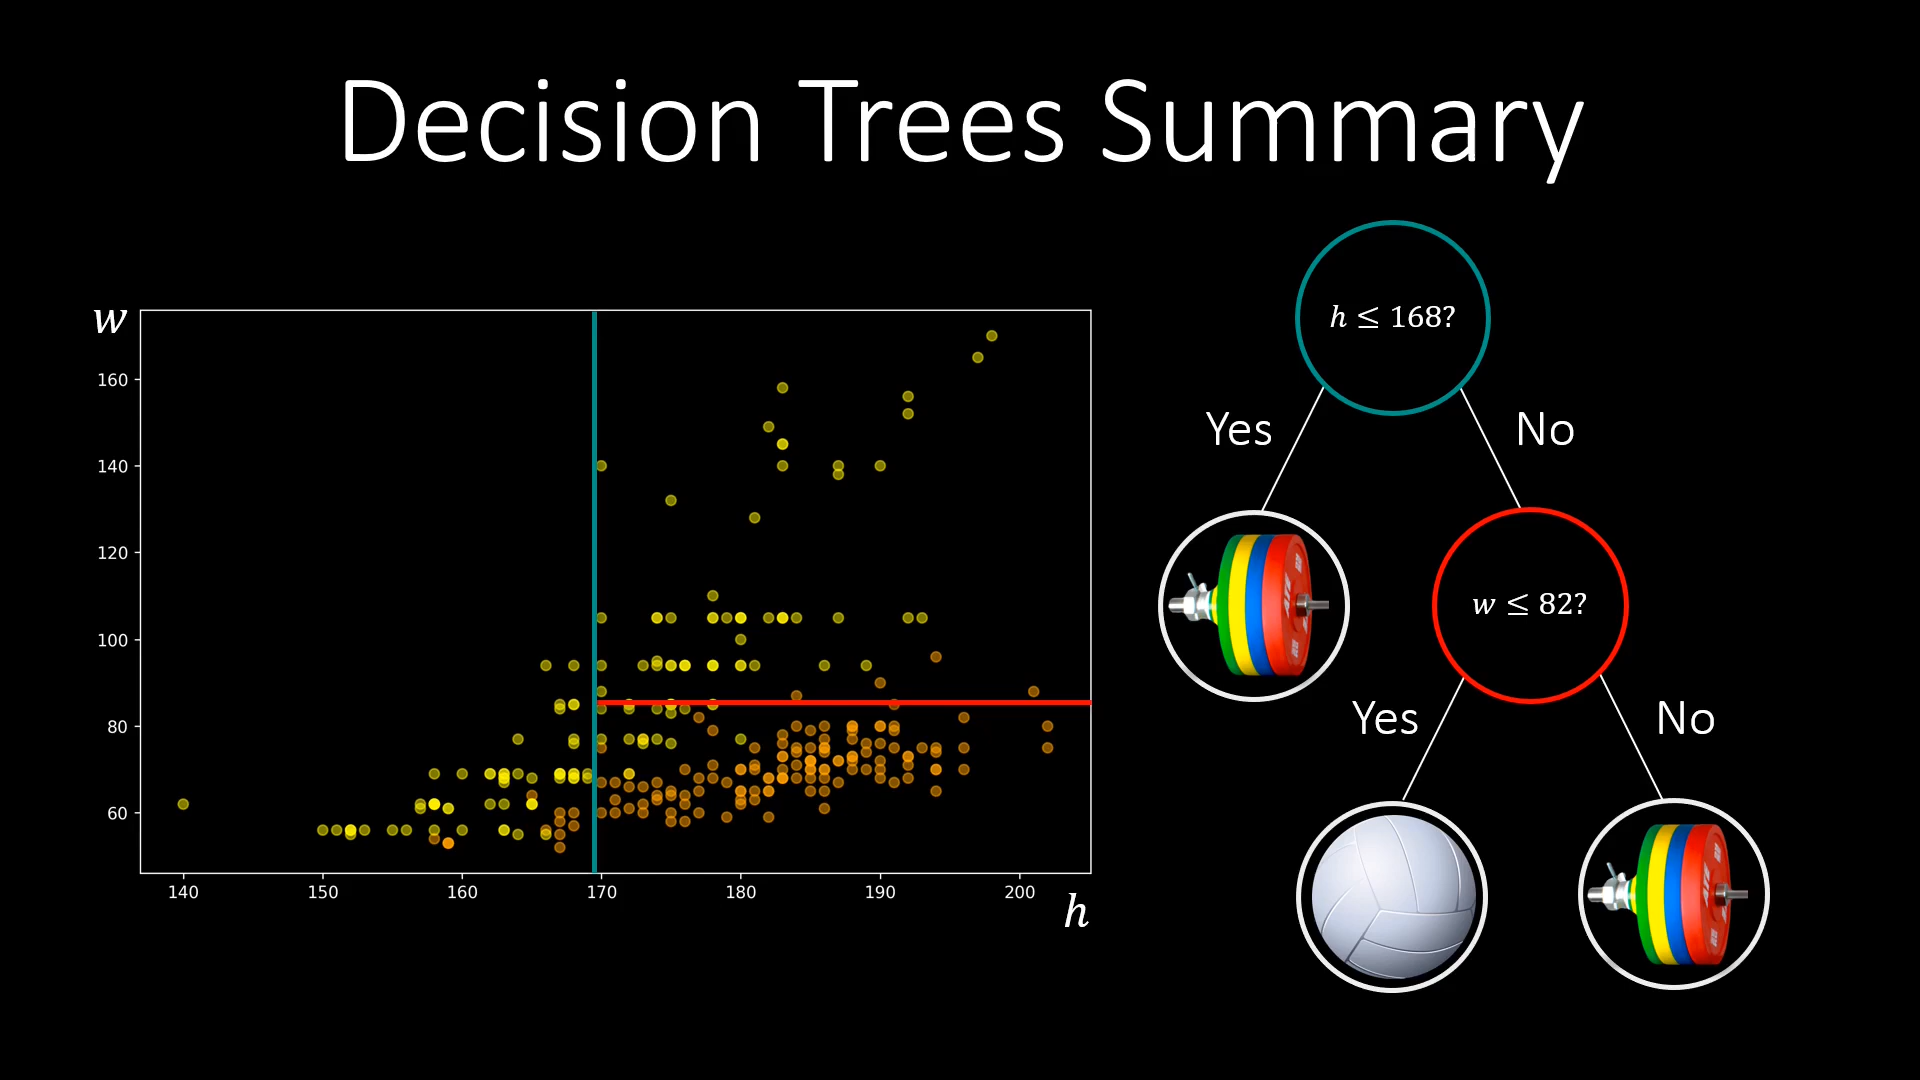 Decision Trees Summary
w
160
140
120
100
80
60
140 150 160 170 180 190 200
h
h ≤ 168?
Yes No
w ≤ 82?
Yes No